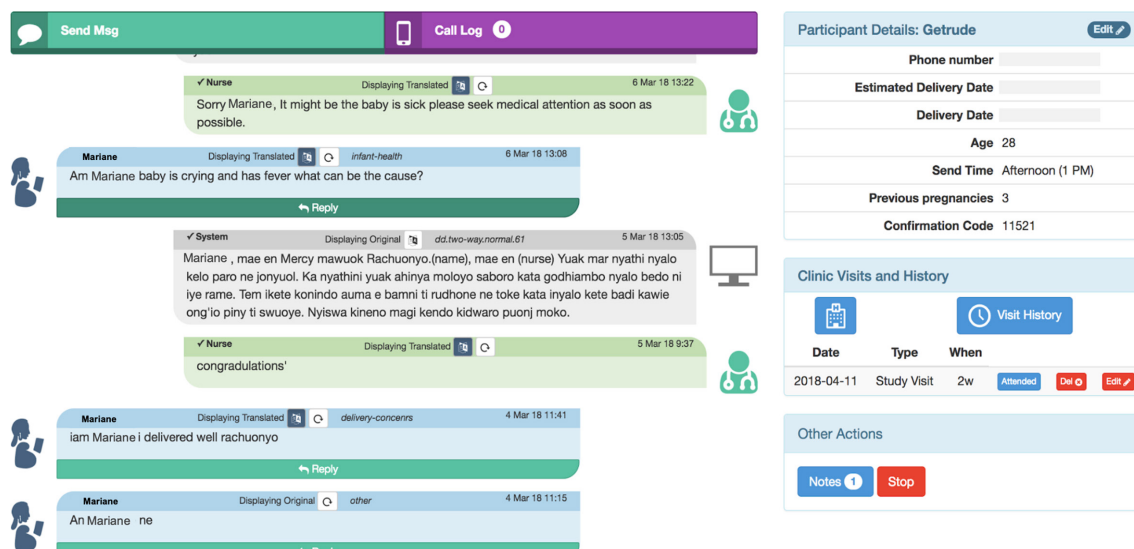 Send Msg
Call Log 0
✓ Nurse Displaying Translated 6 Mar 18 13:22
Sorry Mariane, It might be the baby is sick please seek medical attention as soon as
possible.
Mariane Displaying Translated infant-health 6 Mar 18 13:08
Am Mariane baby is crying and has fever what can be the cause?
Reply
✓ System Displaying Original dd.two-way.normal.61 5 Mar 18 13:05
Mariane , mae en Mercy mawuok Rachuonyo.(name), mae en (nurse) Yuak mar nyathi nyalo
kelo paro ne jonyuol. Ka nyathini yuak ahinya moloyo saboro kata godhiambo nyalo bedo ni
iye rame. Tem ikete konindo auma e bamni ti rudhone ne toke kata inyalo kete badi kawie
ong'io piny ti swuoye. Nyiswa kineno magi kendo kidwaro puonj moko.
✓ Nurse Displaying Translated 5 Mar 18 9:37
congradulations'
Mariane Displaying Translated delivery-concenrs 4 Mar 18 11:41
iam Mariane i delivered well rachuonyo
Reply
Mariane Displaying Original other 4 Mar 18 11:15
An Mariane ne
Participant Details: Getrude Edit
Phone number
Estimated Delivery Date
Delivery Date
Age 28
Send Time Afternoon (1 PM)
Previous pregnancies 3
Confirmation Code 11521
Clinic Visits and History
Visit History
Date Type When
2018-04-11 Study Visit 2w Attended Del Edit
Other Actions
Notes 1 Stop